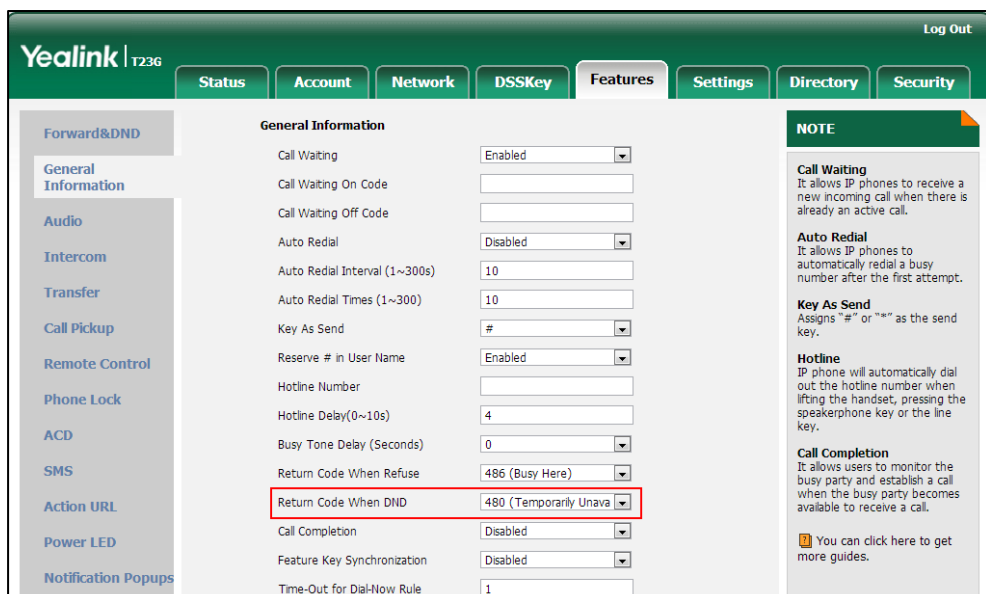 Log Out
Yealink T23G
Status Account Network DSSKey Features Settings Directory Security
Forward&DND
General
Information
Audio
Intercom
Transfer
Call Pickup
Remote Control
Phone Lock
ACD
SMS
Action URL
Power LED
Notification Popups
General Information
Call Waiting Enabled
Call Waiting On Code
Call Waiting Off Code
Auto Redial Disabled
Auto Redial Interval (1~300s) 10
Auto Redial Times (1~300) 10
Key As Send #
Reserve # in User Name Enabled
Hotline Number
Hotline Delay(0~10s) 4
Busy Tone Delay (Seconds) 0
Return Code When Refuse 486 (Busy Here)
Return Code When DND 480 (Temporarily Unava
Call Completion Disabled
Feature Key Synchronization Disabled
Time-Out for Dial-Now Rule 1
NOTE
Call Waiting
It allows IP phones to receive a
new incoming call when there is
already an active call.
Auto Redial
It allows IP phones to
automatically redial a busy
number after the first attempt.
Key As Send
Assigns "#" or "*" as the send
key.
Hotline
IP phone will automatically dial
out the hotline number when
lifting the handset, pressing the
speakerphone key or the line
key.
Call Completion
It allows users to monitor the
busy party and establish a call
when the busy party becomes
available to receive a call.
? You can click here to get
more guides.